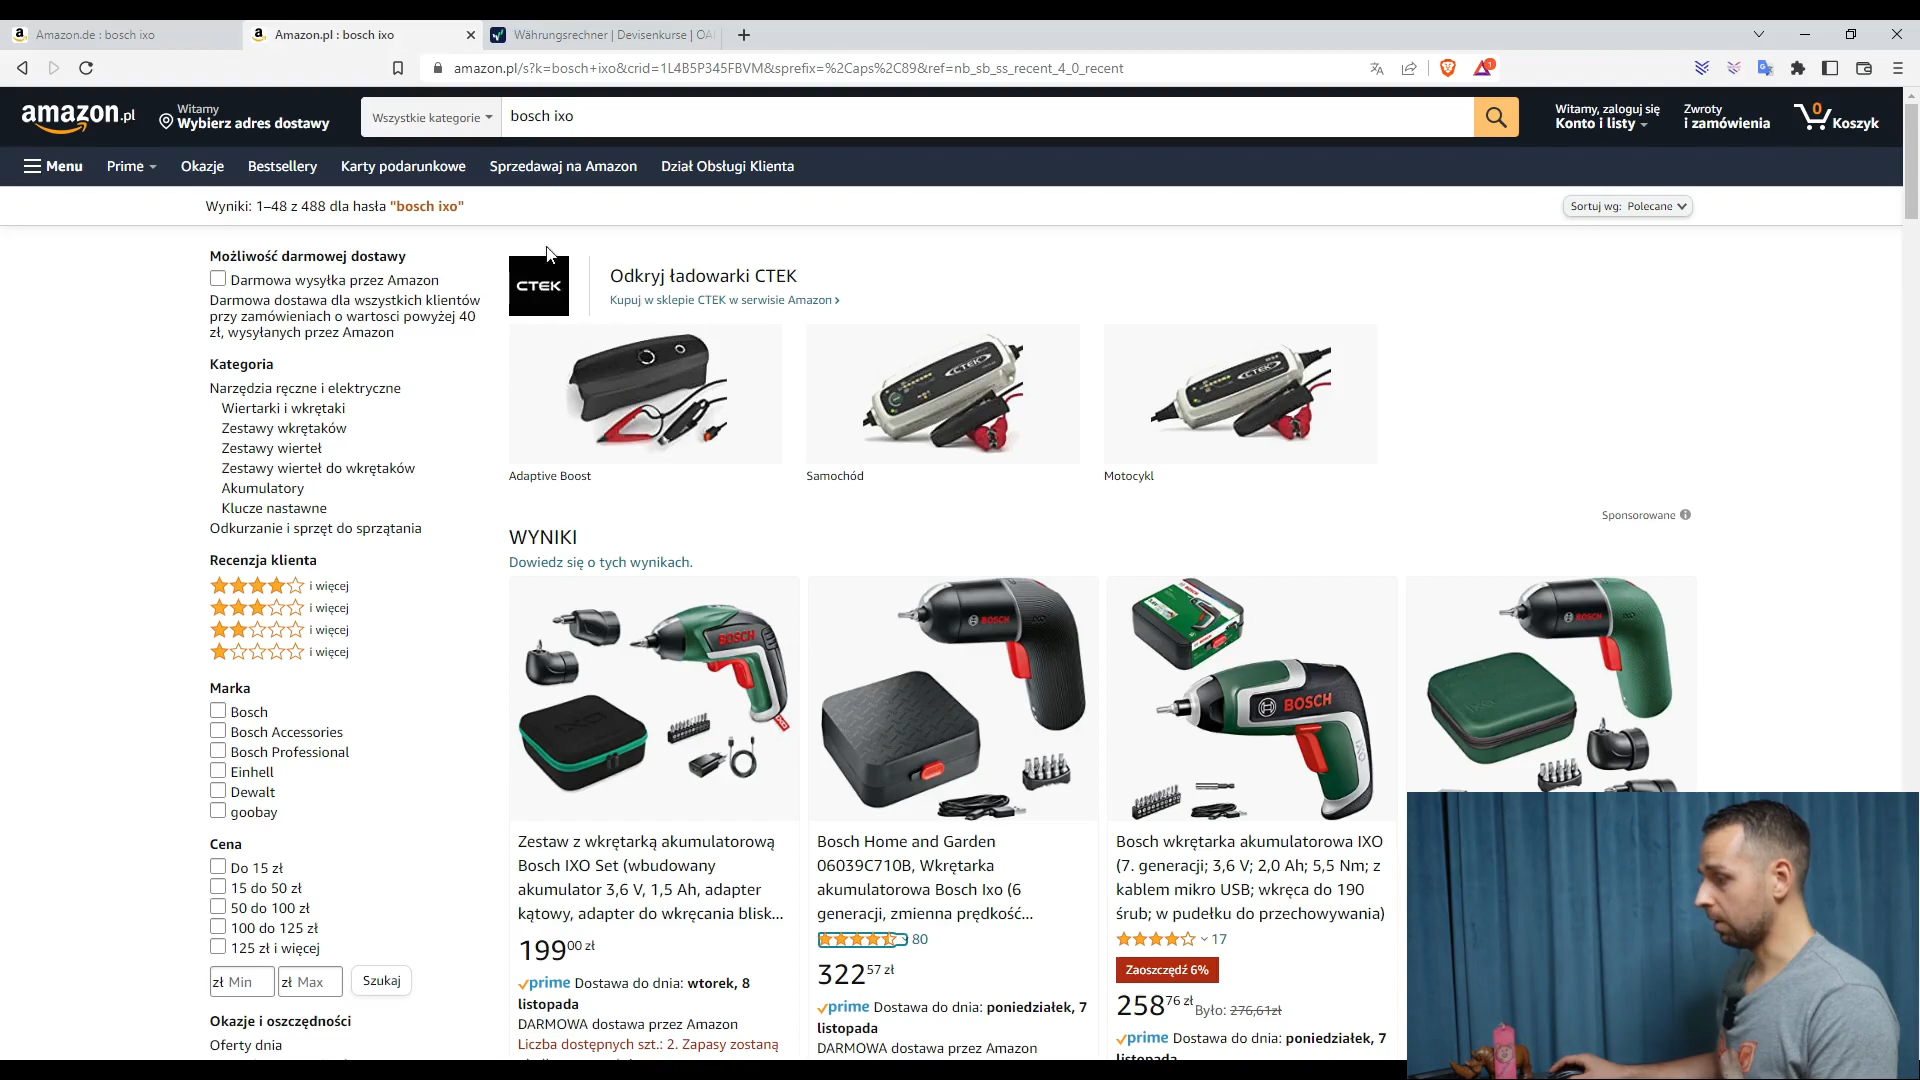 Amazon.de : bosch ixo
Amazon.pl : bosch ixo
Währungsrechner | Devisenkurse | OA
amazon.pl/s?k=bosch+ixo&crid=1L4B5P345FBVM&sprefix=%2Caps%2C89&ref=nb_sb_ss_recent_4_0_recent
1
amazon.pl
Witamy
Wybierz adres dostawy
Wszystkie kategorie
bosch ixo
Witamy, zaloguj się
Konto i listy
Zwroty
i zamówienia
0
Koszyk
Menu
Prime
Okazje
Bestsellery
Karty podarunkowe
Sprzedawaj na Amazon
Dział Obsługi Klienta
Wyniki: 1–48 z 488 dla hasła "bosch ixo"
Sortuj wg: Polecane
Możliwość darmowej dostawy
Darmowa wysyłka przez Amazon
Darmowa dostawa dla wszystkich klientów
przy zamówieniach o wartosci powyżej 40
zł, wysyłanych przez Amazon
Kategoria
Narzędzia ręczne i elektryczne
Wiertarki i wkrętaki
Zestawy wkrętaków
Zestawy wierteł
Zestawy wierteł do wkrętaków
Akumulatory
Klucze nastawne
Odkurzanie i sprzęt do sprzątania
Recenzja klienta
i więcej
i więcej
i więcej
i więcej
Marka
Bosch
Bosch Accessories
Bosch Professional
Einhell
Dewalt
goobay
Cena
Do 15 zł
15 do 50 zł
50 do 100 zł
100 do 125 zł
125 zł i więcej
zł Min
zł Max
Szukaj
Okazje i oszczędności
Oferty dnia
CTEK
Odkryj ładowarki CTEK
Kupuj w sklepie CTEK w serwisie Amazon ›
CTEK
CTEK
Adaptive Boost
Samochód
Motocykl
Sponsorowane
WYNIKI
Dowiedz się o tych wynikach.
BOSCH
IXO
BOSCH
BOSCH
IXO
BOSCH
Zestaw z wkrętarką akumulatorową
Bosch IXO Set (wbudowany
akumulator 3,6 V, 1,5 Ah, adapter
kątowy, adapter do wkręcania blisk...
199 00 zł
prime Dostawa do dnia: wtorek, 8
listopada
DARMOWA dostawa przez Amazon
Liczba dostępnych szt.: 2. Zapasy zostaną
Bosch Home and Garden
06039C710B, Wkrętarka
akumulatorowa Bosch Ixo (6
generacji, zmienna prędkość...
80
322 57 zł
prime Dostawa do dnia: poniedziałek, 7
listopada
DARMOWA dostawa przez Amazon
Bosch wkrętarka akumulatorowa IXO
(7. generacji; 3,6 V; 2,0 Ah; 5,5 Nm; z
kablem mikro USB; wkręca do 190
śrub; w pudełku do przechowywania)
17
Zaoszczędź 6%
258 76 zł Było: 276,61zł
prime Dostawa do dnia: poniedziałek, 7
listopada